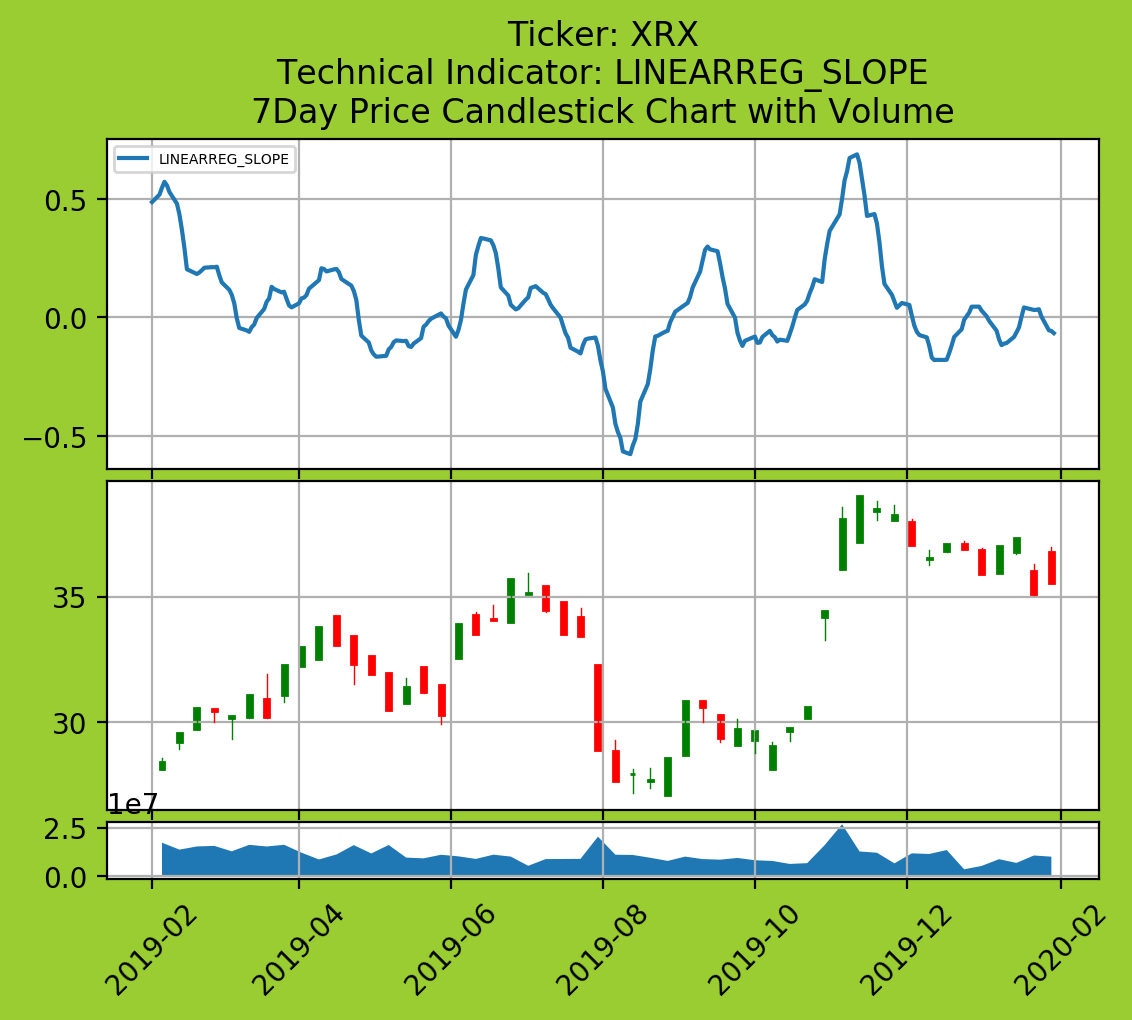 Ticker: XRX
Technical Indicator: LINEARREG_SLOPE
7Day Price Candlestick Chart with Volume
LINEARREG_SLOPE
0.5
0.0
−0.5
35
30
1e7
2.5
0.0
2019-02
2019-04
2019-06
2019-08
2019-10
2019-12
2020-02